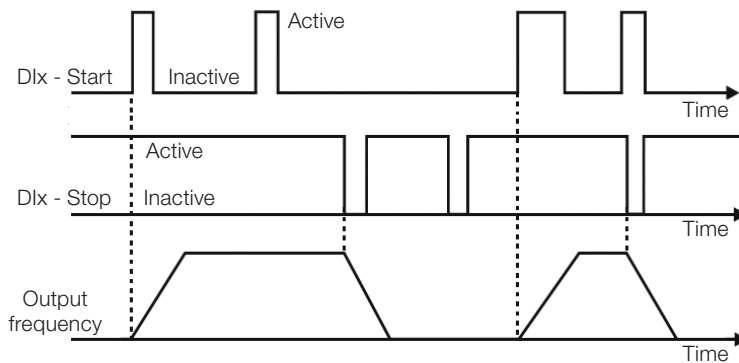 Active
DIx - Start
Inactive
Time
Active
DIx - Stop
Inactive
Time
Output
frequency
Time